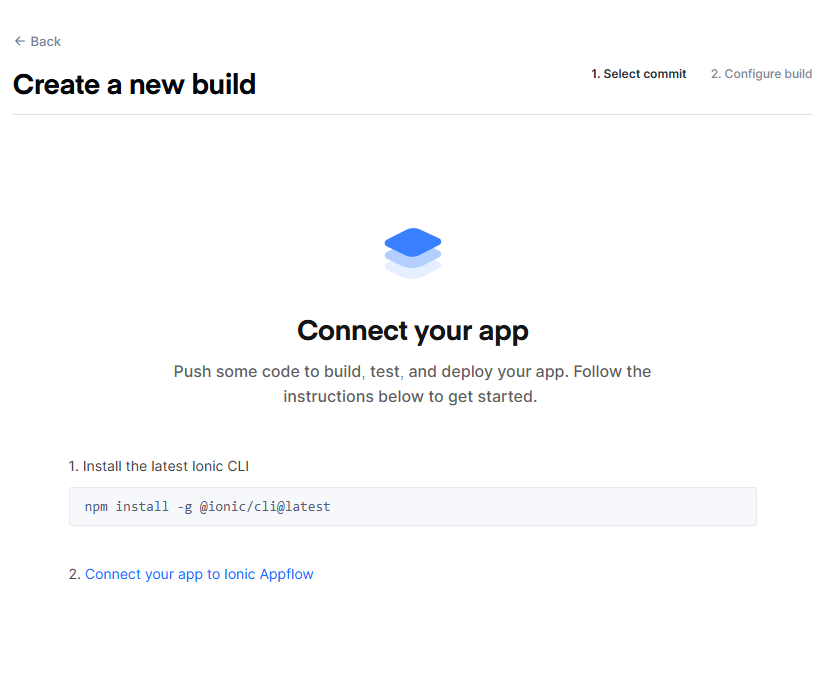 ← Back
Create a new build
1. Select commit
2. Configure build
Connect your app
Push some code to build, test, and deploy your app. Follow the
instructions below to get started.
1. Install the latest Ionic CLI
npm install -g @ionic/cli@latest
2. Connect your app to Ionic Appflow